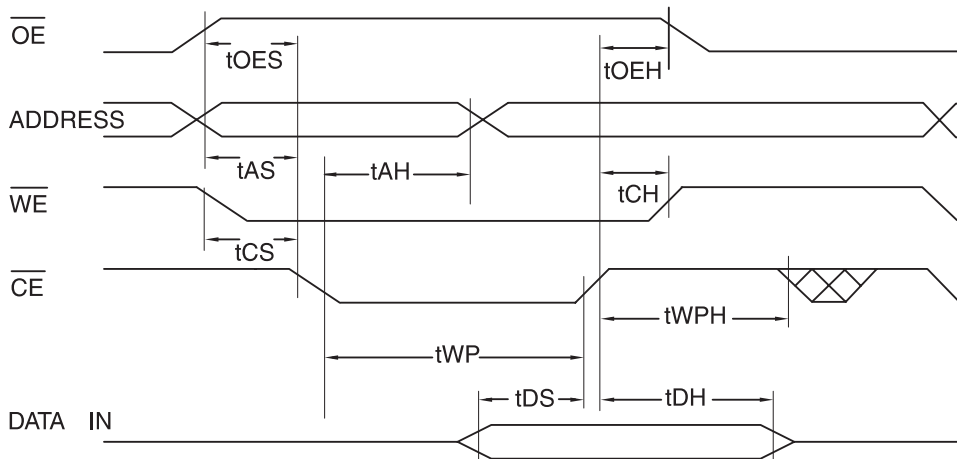 OE
tOES
tOEH
ADDRESS
tAS
tAH
WE
tCH
tCS
CE
tWPH
tWP
tDS
tDH
DATA IN